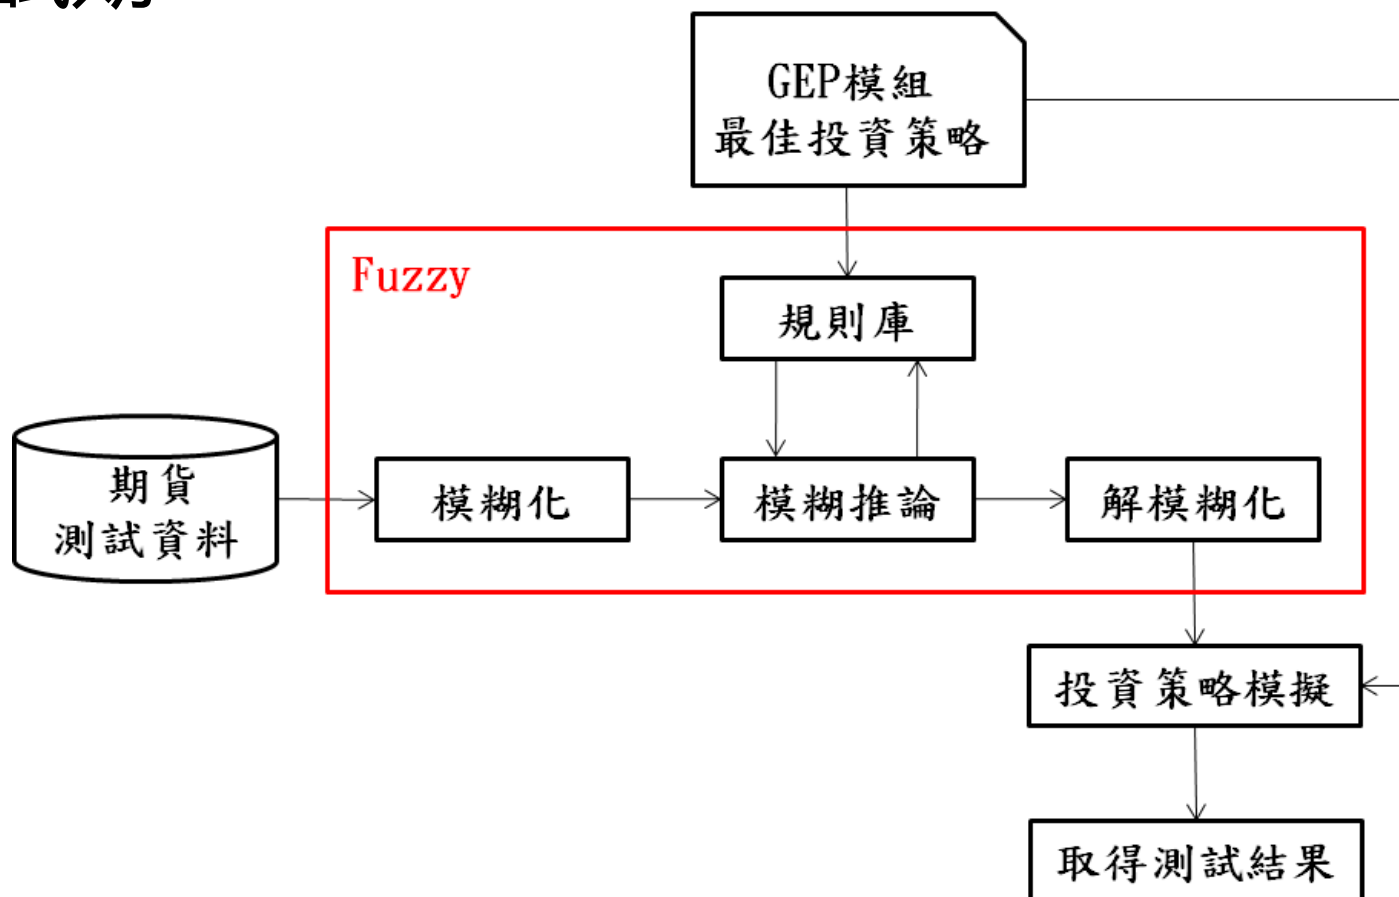 GEP模組
最佳投資策略
Fuzzy
規則庫
期貨
測試資料
模糊化
模糊推論
解模糊化
投資策略模擬
取得測試結果